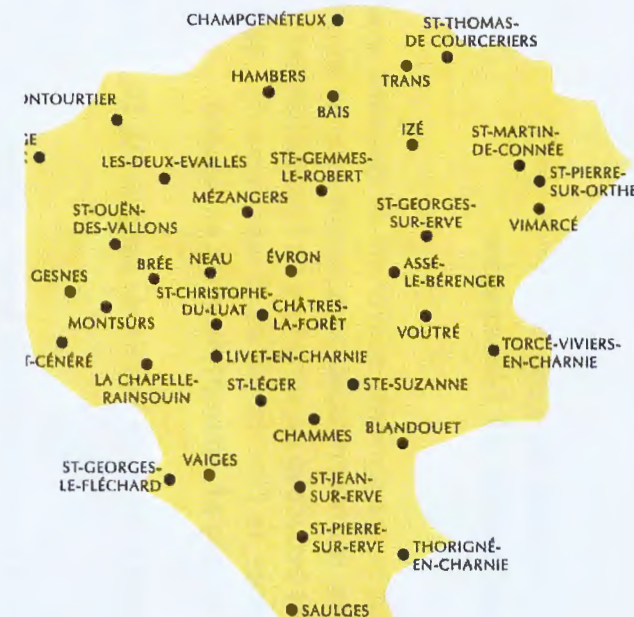 CHAMPGENÉTEUX
ST-THOMAS-
DE COURCERIERS
TRANS
HAMBERS
BAIS
ONTOURTIER
IZÉ
ST-MARTIN-
DE-CONNÉE
GE
LES-DEUX-EVAILLES
STE-GEMMES-
LE-ROBERT
ST-PIERRE-
SUR-ORTHE
MÉZANGERS
ST-GEORGES-
SUR-ERVE
VIMARCÉ
ST-OUËN-
DES-VALLONS
BRÉE
NEAU
ÉVRON
ASSÉ-
LE-BÉRENGER
GESNES
ST-CHRISTOPHE-
DU-LUAT
CHÂTRES-
LA-FORÊT
MONTSÛRS
VOUTRÉ
TORCÉ-VIVIERS-
EN-CHARNIE
T-CÉNÉRÉ
LIVET-EN-CHARNIE
LA CHAPELLE-
RAINSOUIN
ST-LÉGER
STE-SUZANNE
CHAMMES
BLANDOUET
ST-GEORGES-
LE-FLÉCHARD
VAIGES
ST-JEAN-
SUR-ERVE
ST-PIERRE-
SUR-ERVE
THORIGNÉ-
EN-CHARNIE
SAULGES